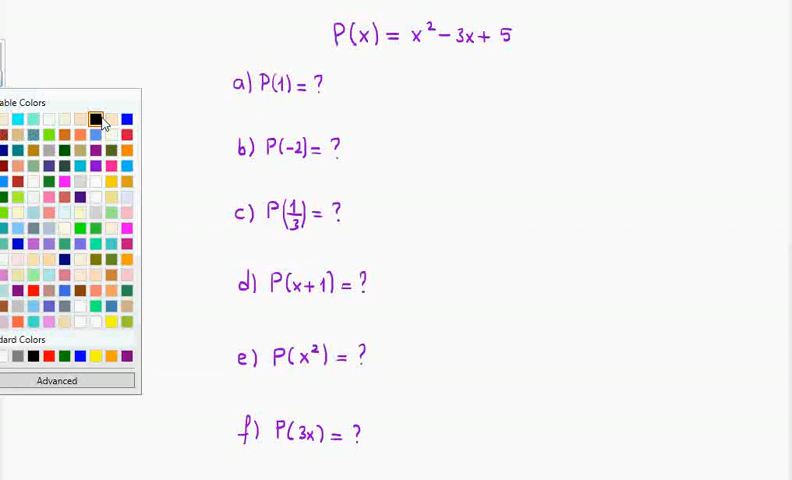 P(x) = x² - 3x + 5
a) P(1) = ?
able Colors
b) P(-2) = ?
c) P(1/3) = ?
d) P(x+1) = ?
dard Colors
e) P(x²) = ?
Advanced
f) P(3x) = ?